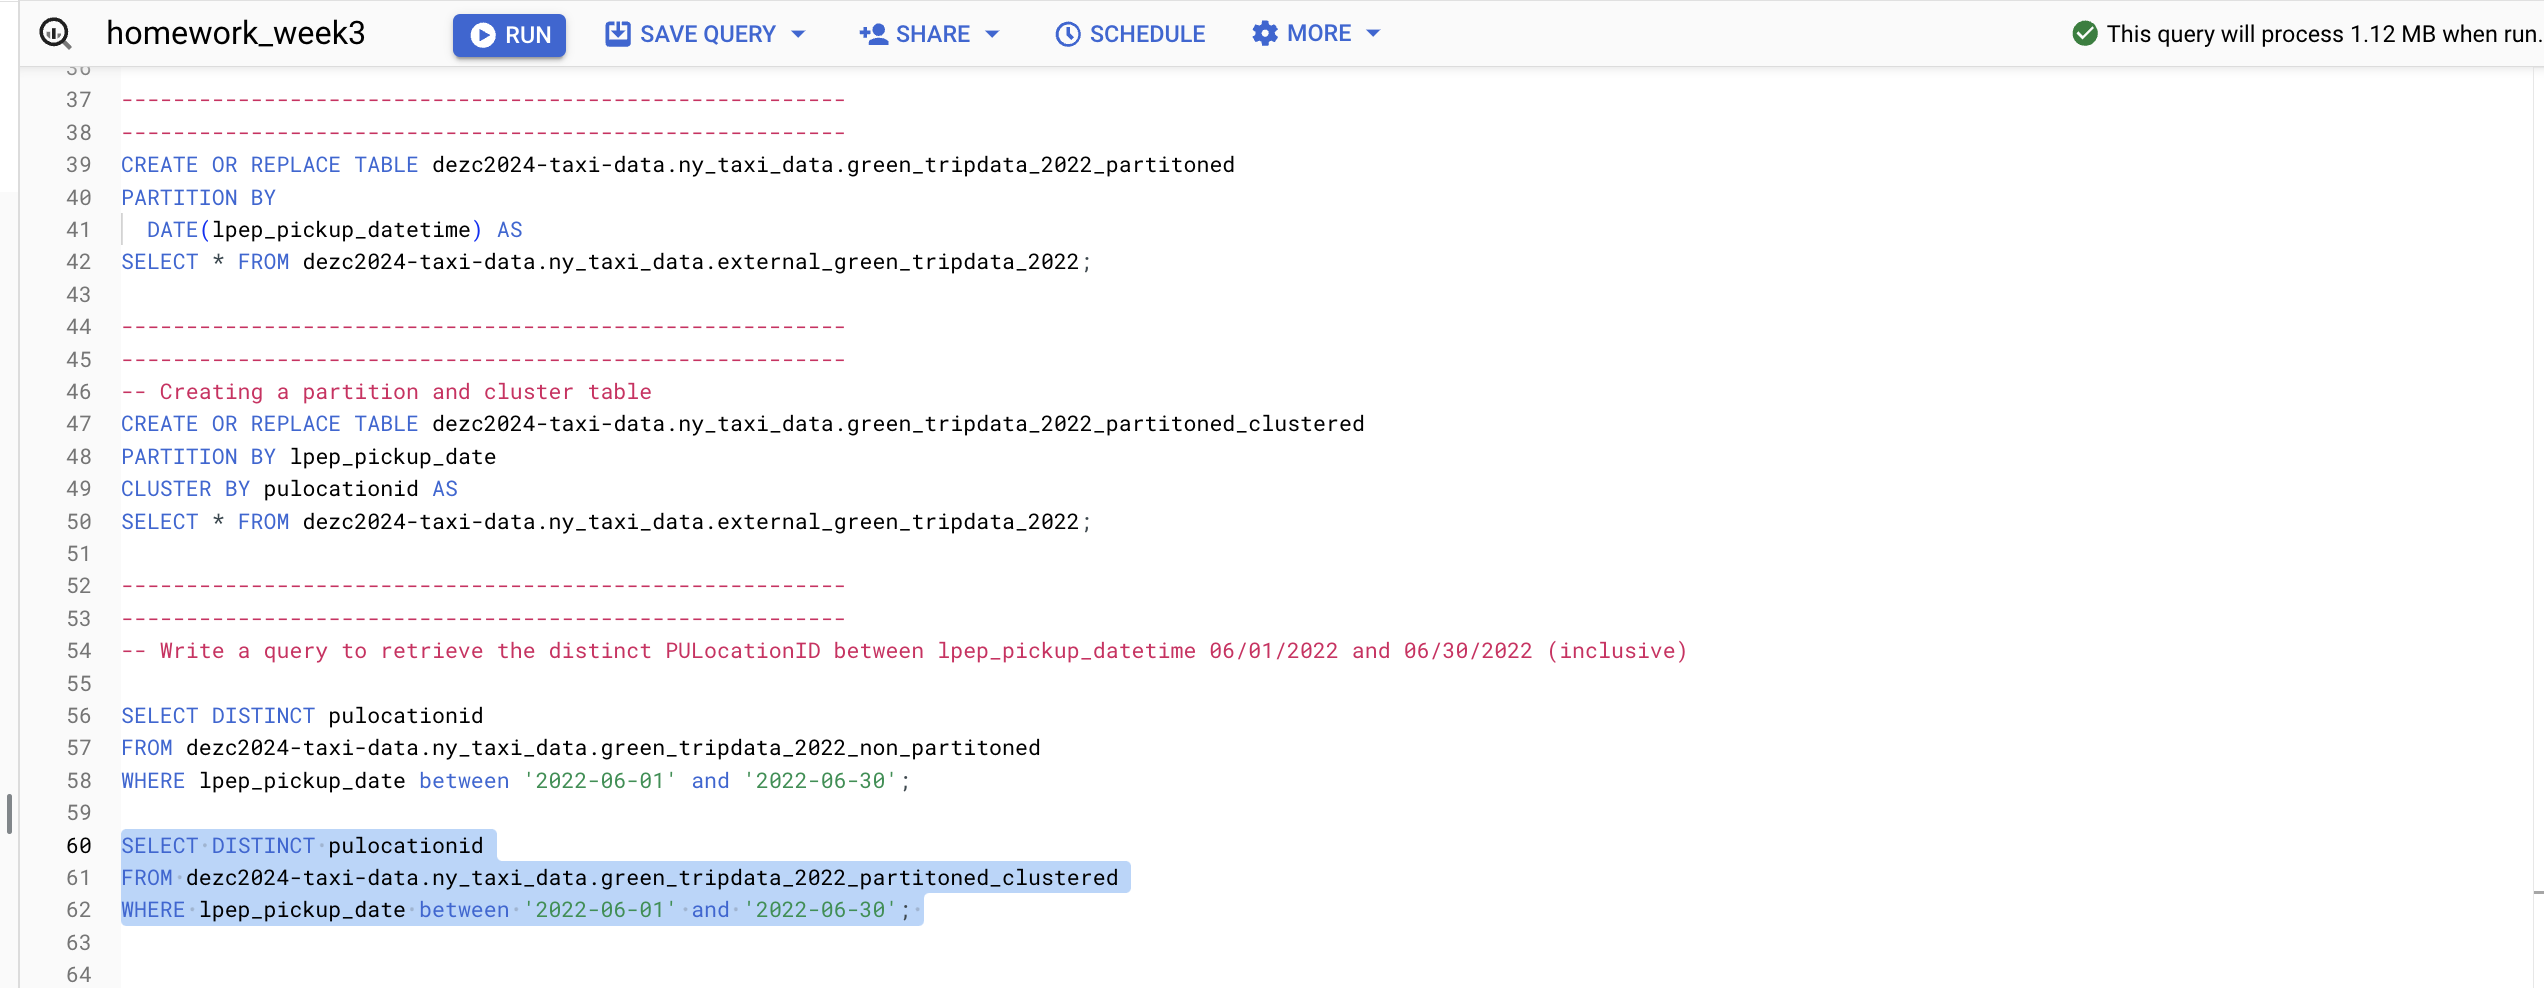 homework_week3 RUN SAVE QUERY SHARE SCHEDULE MORE This query will process 1.12 MB when run.
36
37 --------------------------------------------------------
38 --------------------------------------------------------
39 CREATE OR REPLACE TABLE dezc2024-taxi-data.ny_taxi_data.green_tripdata_2022_partitoned
40 PARTITION BY
41 DATE(lpep_pickup_datetime) AS
42 SELECT * FROM dezc2024-taxi-data.ny_taxi_data.external_green_tripdata_2022;
43
44 --------------------------------------------------------
45 --------------------------------------------------------
46 -- Creating a partition and cluster table
47 CREATE OR REPLACE TABLE dezc2024-taxi-data.ny_taxi_data.green_tripdata_2022_partitoned_clustered
48 PARTITION BY lpep_pickup_date
49 CLUSTER BY pulocationid AS
50 SELECT * FROM dezc2024-taxi-data.ny_taxi_data.external_green_tripdata_2022;
51
52 --------------------------------------------------------
53 --------------------------------------------------------
54 -- Write a query to retrieve the distinct PULocationID between lpep_pickup_datetime 06/01/2022 and 06/30/2022 (inclusive)
55
56 SELECT DISTINCT pulocationid
57 FROM dezc2024-taxi-data.ny_taxi_data.green_tripdata_2022_non_partitoned
58 WHERE lpep_pickup_date between '2022-06-01' and '2022-06-30';
59
60 SELECT DISTINCT pulocationid
61 FROM dezc2024-taxi-data.ny_taxi_data.green_tripdata_2022_partitoned_clustered
62 WHERE lpep_pickup_date between '2022-06-01' and '2022-06-30';
63
64